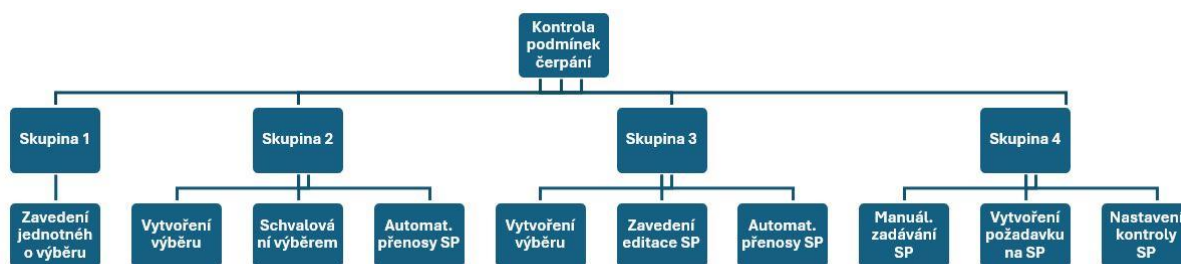 Kontrola
podmínek
čerpání
Skupina 1
Skupina 2
Skupina 3
Skupina 4
Zavedení
jednotnéh
o výběru
Vytvoření
výběru
Schvalová
ní výběrem
Automat.
přenosy SP
Vytvoření
výběru
Zavedení
editace SP
Automat.
přenosy SP
Manuál.
zadávání
SP
Vytvoření
požadavku
na SP
Nastavení
kontroly
SP